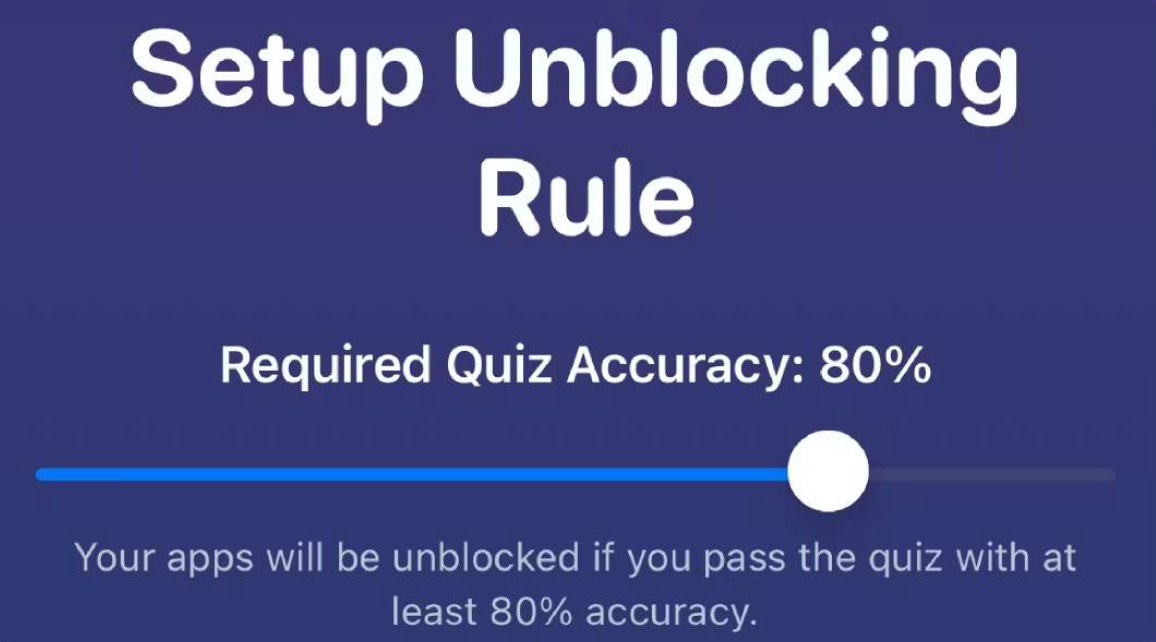 Setup Unblocking
Rule
Required Quiz Accuracy: 80%
Your apps will be unblocked if you pass the quiz with at
least 80% accuracy.